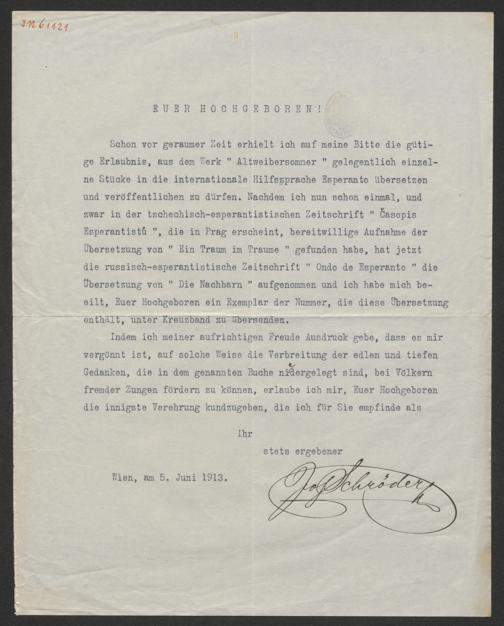 IN 61121
EUER HOCHGEBOREN!
Schon vor geraumer Zeit erhielt ich auf meine Bitte die güti-
ge Erlaubnis, aus dem Werk " Altweibersommer " gelegentlich einzel-
ne Stücke in die internationale Hilfssprache Esperanto übersetzen
und veröffentlichen zu dürfen. Nachdem ich nun schon einmal, und
zwar in der tschechisch-esperantistischen Zeitschrift " Časopis
Esperantistů ", die in Prag erscheint, bereitwillige Aufnahme der
Übersetzung von " Ein Traum im Traume " gefunden habe, hat jetzt
die russisch-esperantistische Zeitschrift " Ondo de Esperanto " die
Übersetzung von " Die Nachbarn " aufgenommen und ich habe mich be-
eilt, Euer Hochgeboren ein Exemplar der Nummer, die diese Übersetzung
enthält, unter Kreuzband zu übersenden.
Indem ich meiner aufrichtigen Freude Ausdruck gebe, dass es mir
vergönnt ist, auf solche Weise die Verbreitung der edlen und tiefen
Gedanken, die in dem genannten Buche niedergelegt sind, bei Völkern
fremder Zungen fördern zu können, erlaube ich mir, Euer Hochgeboren
die innigste Verehrung kundzugeben, die ich für Sie empfinde als
Ihr
stets ergebener
Wien, am 5. Juni 1913.
Jos Schröder